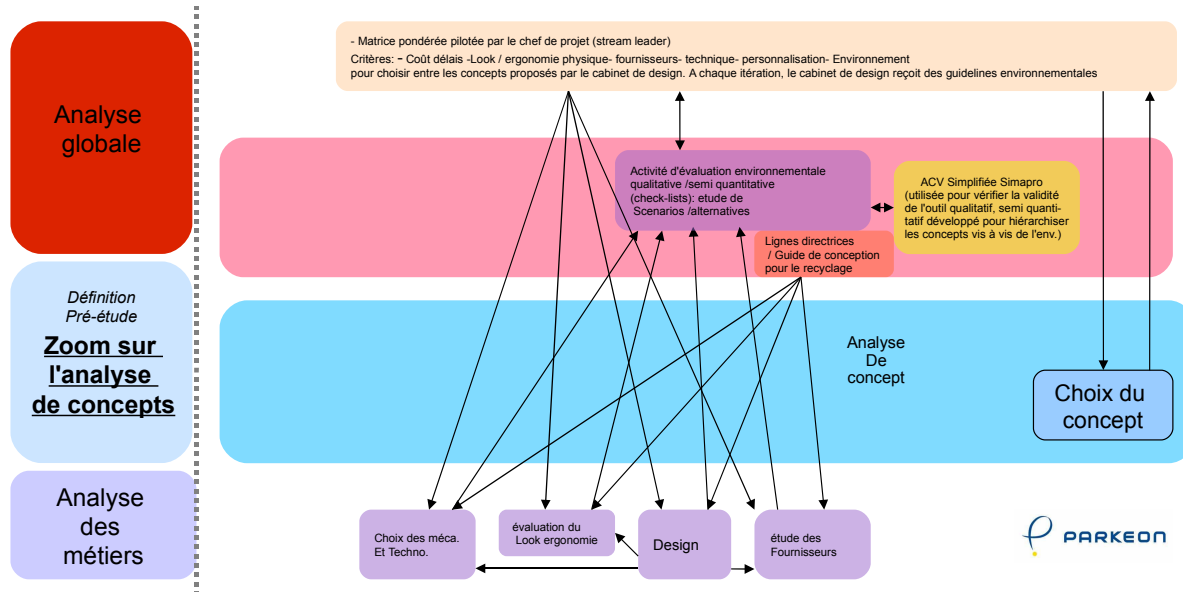 Analyse
globale
Définition
Pré-étude
Zoom sur
l'analyse
de concepts
Analyse
des
métiers
- Matrice pondérée pilotée par le chef de projet (stream leader)
Critères: - Coût délais -Look / ergonomie physique- fournisseurs- technique- personnalisation- Environnement
pour choisir entre les concepts proposés par le cabinet de design. A chaque itération, le cabinet de design reçoit des guidelines environnementales
Activité d'évaluation environnementale
qualitative /semi quantitative
(check-lists): etude de
Scenarios /alternatives
ACV Simplifiée Simapro
(utilisée pour vérifier la validité
de l'outil qualitatif, semi quanti-
tatif développé pour hiérarchiser
les concepts vis à vis de l'env.)
Lignes directrices
/ Guide de conception
pour le recyclage
Analyse
De
concept
Choix du
concept
Choix des méca.
Et Techno.
évaluation du
Look ergonomie
Design
étude des
Fournisseurs
PARKEON